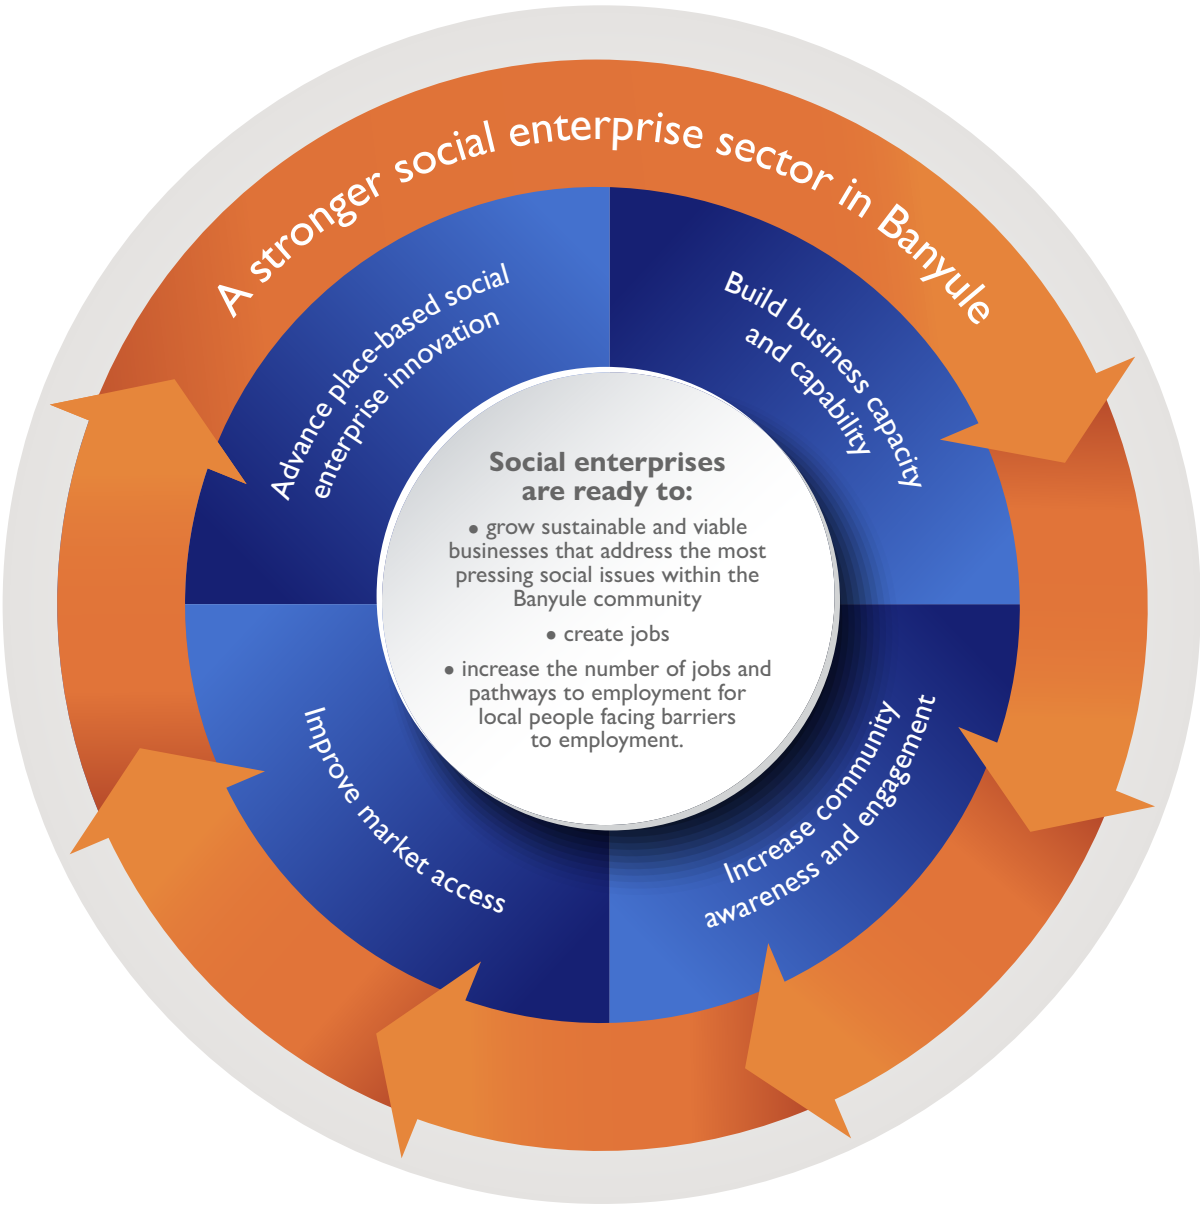 A stronger social enterprise sector in Banyule
Advance place-based social
enterprise innovation
Build business capacity
and capability
Social enterprises
are ready to:
• grow sustainable and viable
businesses that address the most
pressing social issues within the
Banyule community
• create jobs
• increase the number of jobs and
pathways to employment for
local people facing barriers
to employment.
Improve market access
Increase community
awareness and engagement